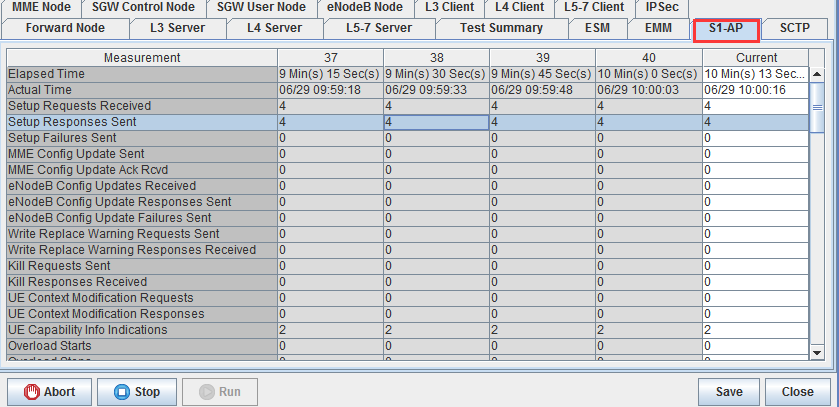 MME Node SGW Control Node SGW User Node eNodeB Node L3 Client L4 Client L5-7 Client IPSec
Forward Node L3 Server L4 Server L5-7 Server Test Summary ESM EMM S1-AP SCTP
Measurement 37 38 39 40 Current
Elapsed Time 9 Min(s) 15 Sec(s) 9 Min(s) 30 Sec(s) 9 Min(s) 45 Sec(s) 10 Min(s) 0 Sec(s) 10 Min(s) 13 Sec...
Actual Time 06/29 09:59:18 06/29 09:59:33 06/29 09:59:48 06/29 10:00:03 06/29 10:00:16
Setup Requests Received 4 4 4 4 4
Setup Responses Sent 4 4 4 4 4
Setup Failures Sent 0 0 0 0 0
MME Config Update Sent 0 0 0 0 0
MME Config Update Ack Rcvd 0 0 0 0 0
eNodeB Config Updates Received 0 0 0 0 0
eNodeB Config Update Responses Sent 0 0 0 0 0
eNodeB Config Update Failures Sent 0 0 0 0 0
Write Replace Warning Requests Sent 0 0 0 0 0
Write Replace Warning Responses Received 0 0 0 0 0
Kill Requests Sent 0 0 0 0 0
Kill Responses Received 0 0 0 0 0
UE Context Modification Requests 0 0 0 0 0
UE Context Modification Responses 0 0 0 0 0
UE Capability Info Indications 2 2 2 2 2
Overload Starts 0 0 0 0 0
Overload Stops 0 0 0 0 0
Abort Stop Run Save Close